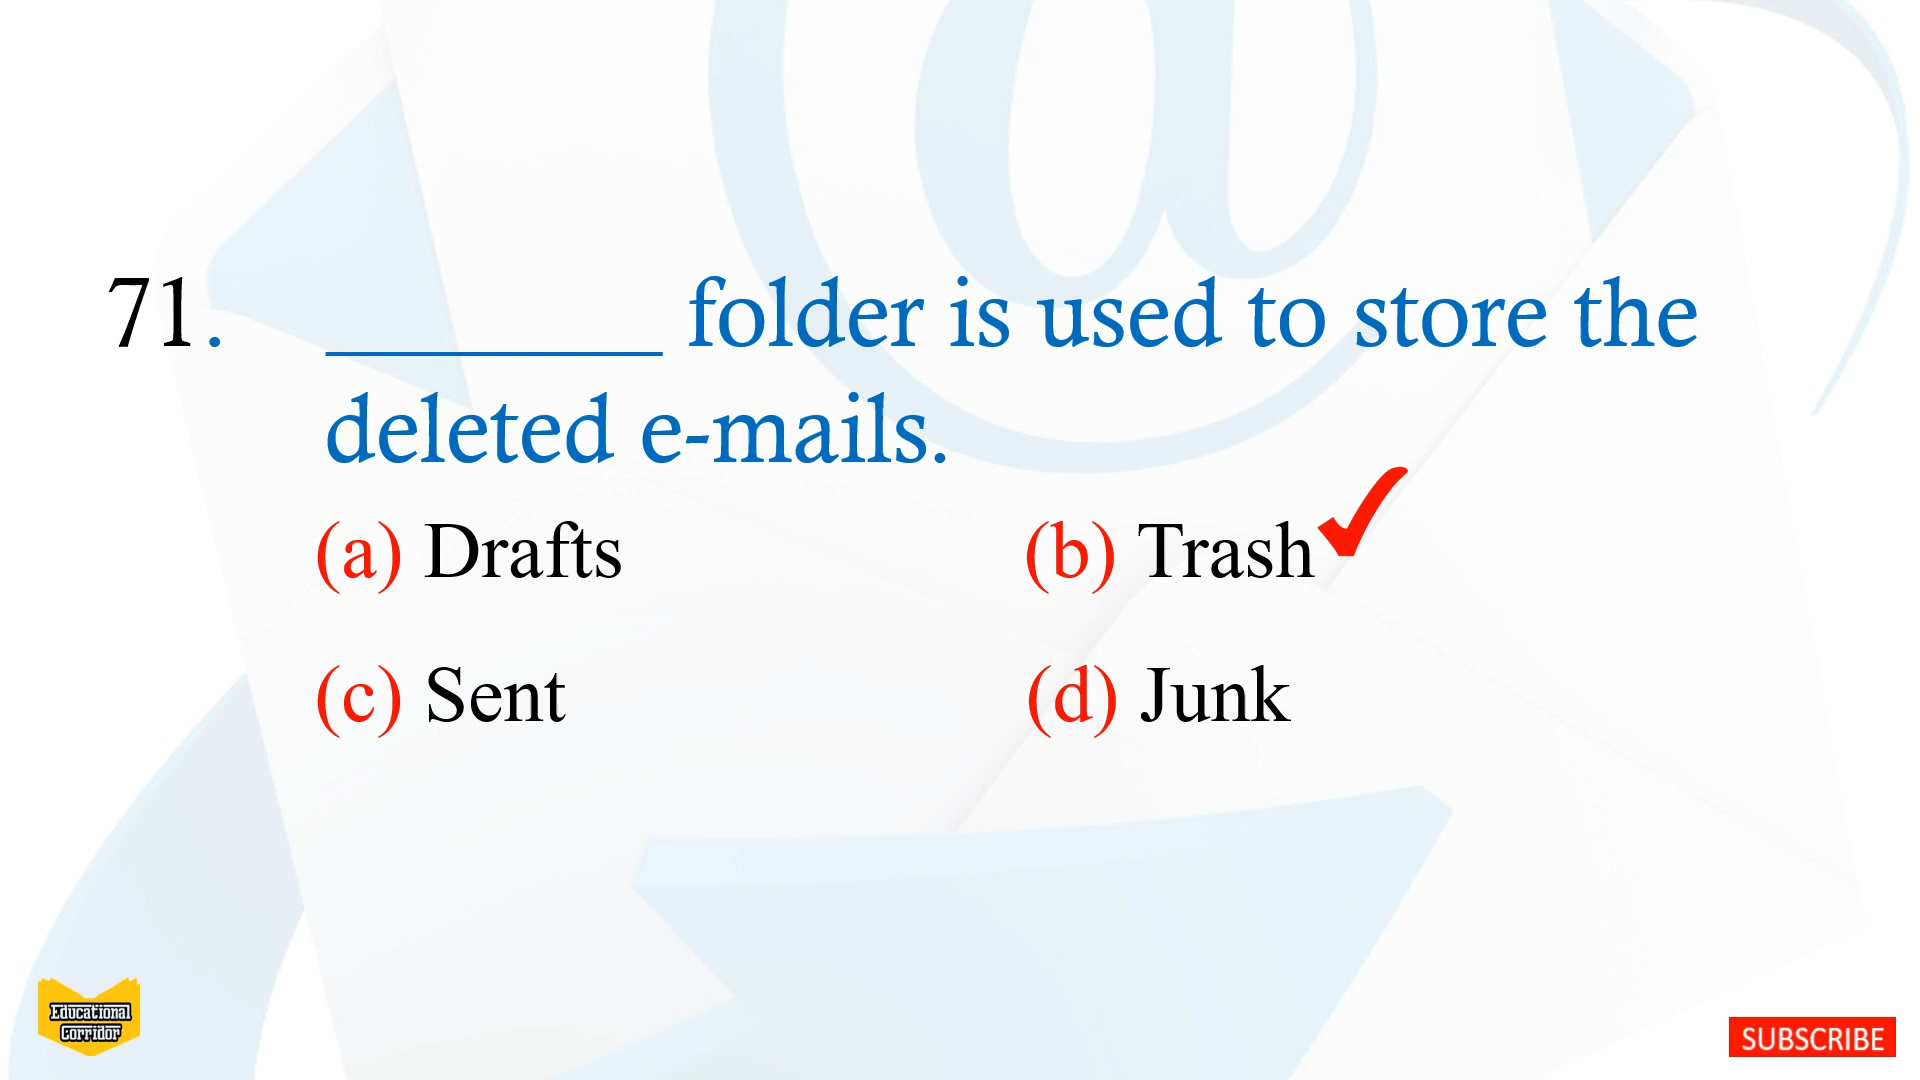 71. ________ folder is used to store the
deleted e-mails.
(a) Drafts (b) Trash
(c) Sent (d) Junk
Educational
Corridor
SUBSCRIBE